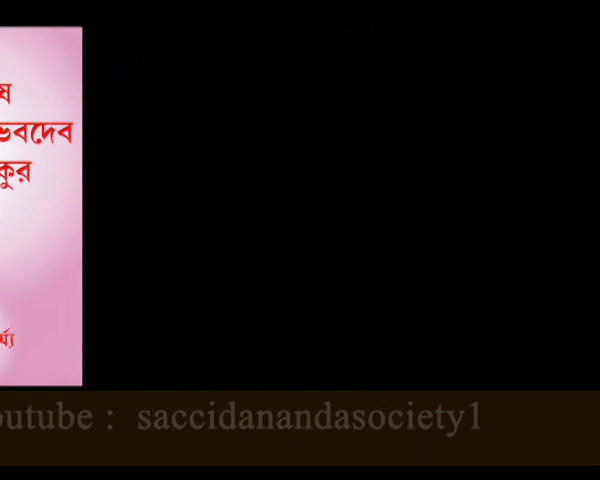 ষ
ভবদেব
কুর
র্য্য
outube : saccidanandasociety1